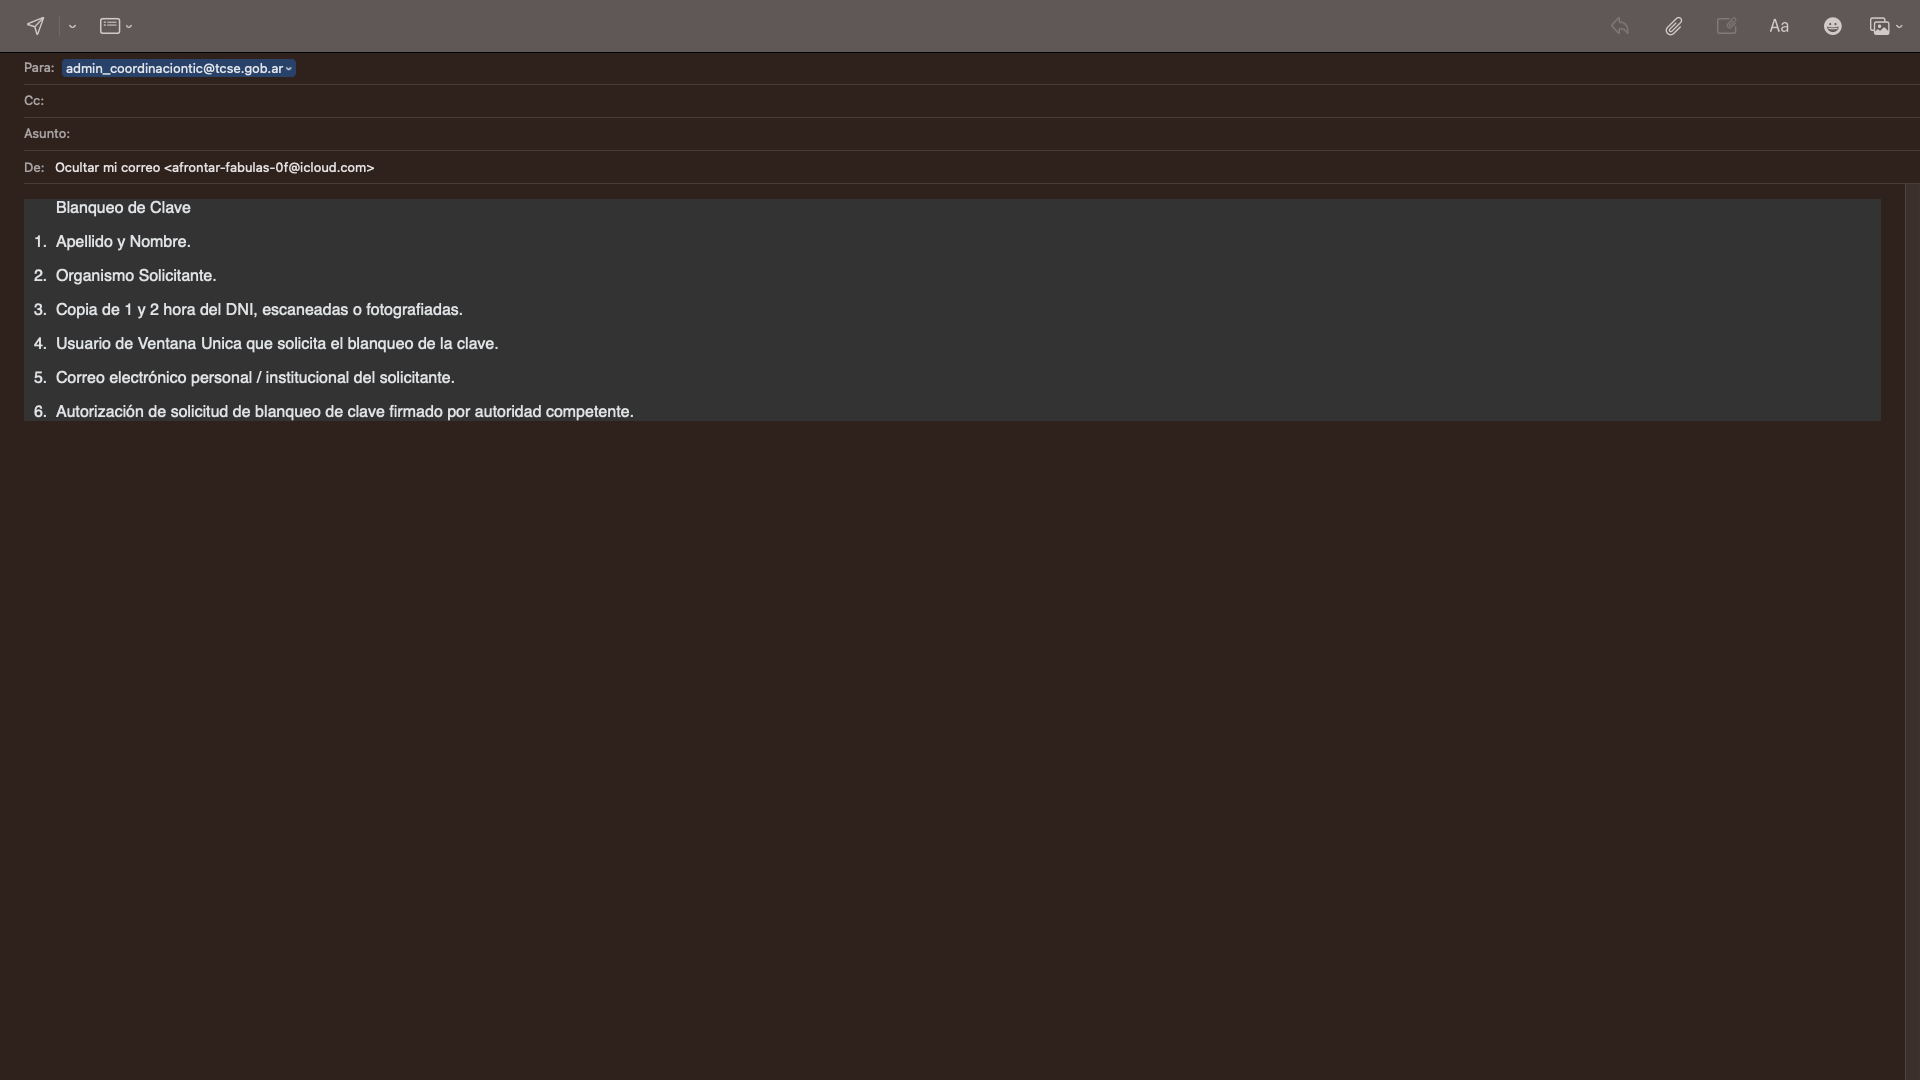 Aa
Para: admin_coordinaciontic@tcse.gob.ar
Cc:
Asunto:
De: Ocultar mi correo <afrontar-fabulas-0f@icloud.com>
Blanqueo de Clave
1. Apellido y Nombre.
2. Organismo Solicitante.
3. Copia de 1 y 2 hora del DNI, escaneadas o fotografiadas.
4. Usuario de Ventana Unica que solicita el blanqueo de la clave.
5. Correo electrónico personal / institucional del solicitante.
6. Autorización de solicitud de blanqueo de clave firmado por autoridad competente.